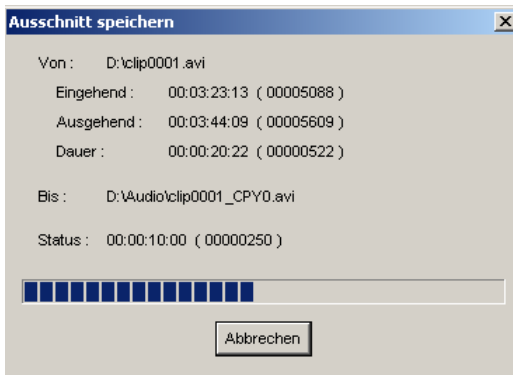 Ausschnitt speichern
Von : D:\clip0001.avi
Eingehend : 00:03:23:13 ( 00005088 )
Ausgehend : 00:03:44:09 ( 00005609 )
Dauer : 00:00:20:22 ( 00000522 )
Bis : D:\Audio\clip0001_CPY0.avi
Status : 00:00:10:00 ( 00000250 )
Abbrechen